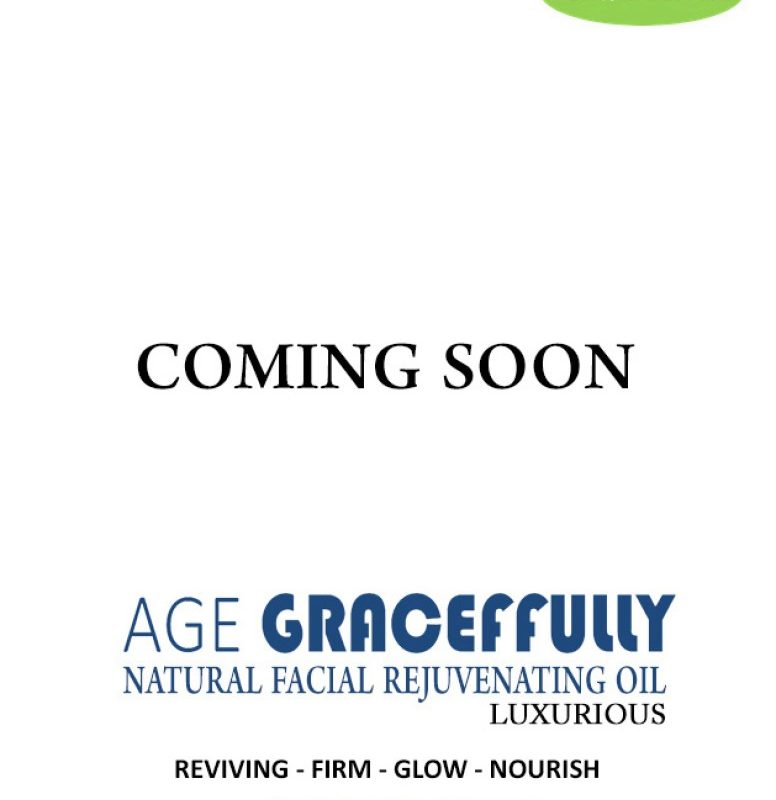 COMING SOON
AGE GRACEFFULLY
NATURAL FACIAL REJUVENATING OIL
LUXURIOUS
REVIVING - FIRM - GLOW - NOURISH